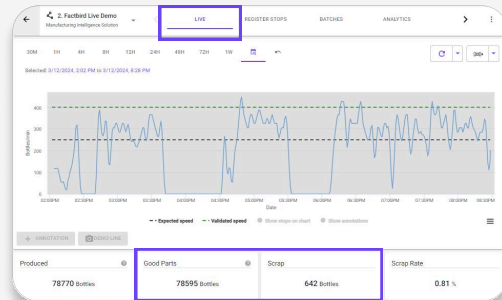 2. Factbird Live Demo
Manufacturing Intelligence Solution
LIVE
REGISTER STOPS
BATCHES
ANALYTICS
30M 1H 4H 8H 12H 24H 48H 72H 1W
Selected: 3/12/2024, 2:02 PM to 3/12/2024, 8:28 PM
400
300
200
100
0
Bottles/min
02:00PM 02:30PM 03:00PM 03:30PM 04:00PM 04:30PM 05:00PM 05:30PM 06:00PM 06:30PM 07:00PM 07:30PM 08:00PM 08:30PM
Date
Expected speed Validated speed Show stops on chart Show annotations
+ ANNOTATION DEMO LINE
Produced
78770 Bottles
Good Parts
78595 Bottles
Scrap
642 Bottles
Scrap Rate
0.81 %